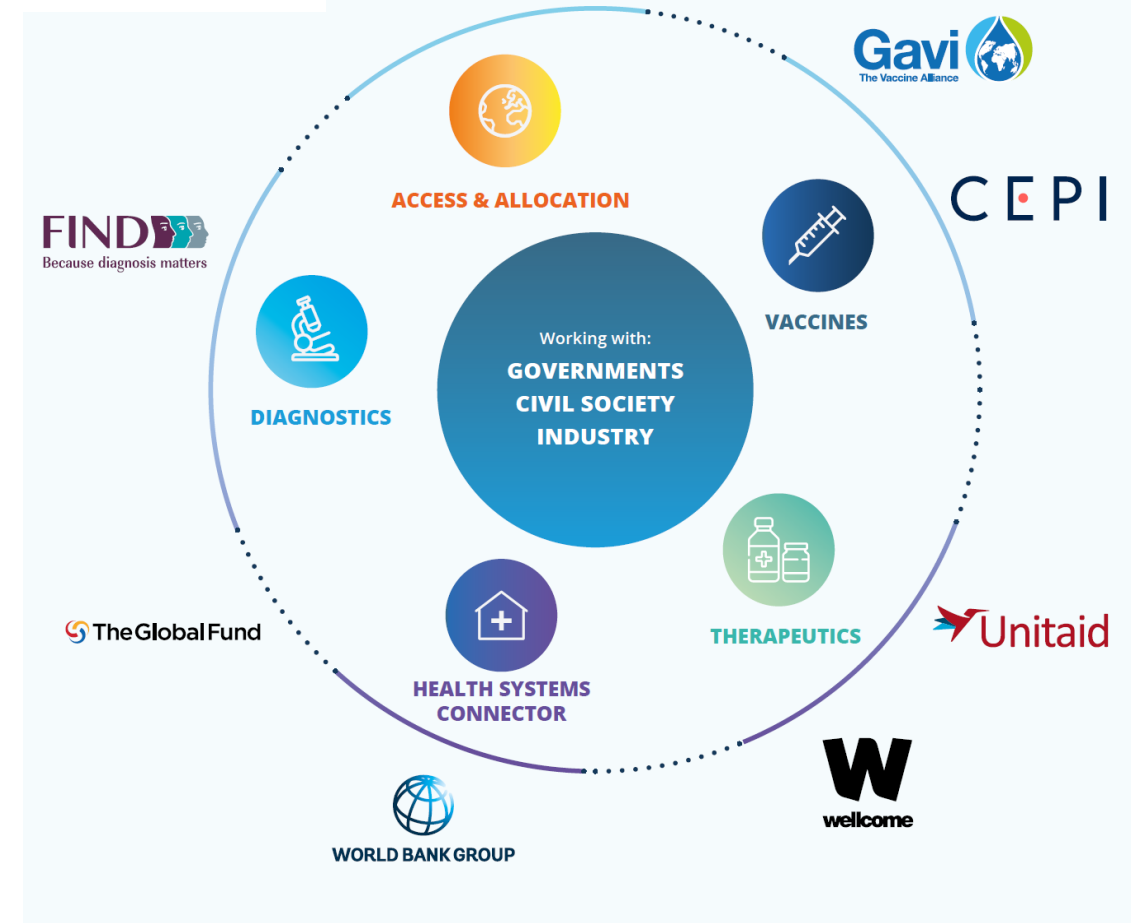 Gavi
The Vaccine Alliance
ACCESS & ALLOCATION
CEPI
FIND
Because diagnosis matters
VACCINES
Working with:
GOVERNMENTS
CIVIL SOCIETY
INDUSTRY
DIAGNOSTICS
The Global Fund
THERAPEUTICS
Unitaid
HEALTH SYSTEMS
CONNECTOR
W
wellcome
WORLD BANK GROUP